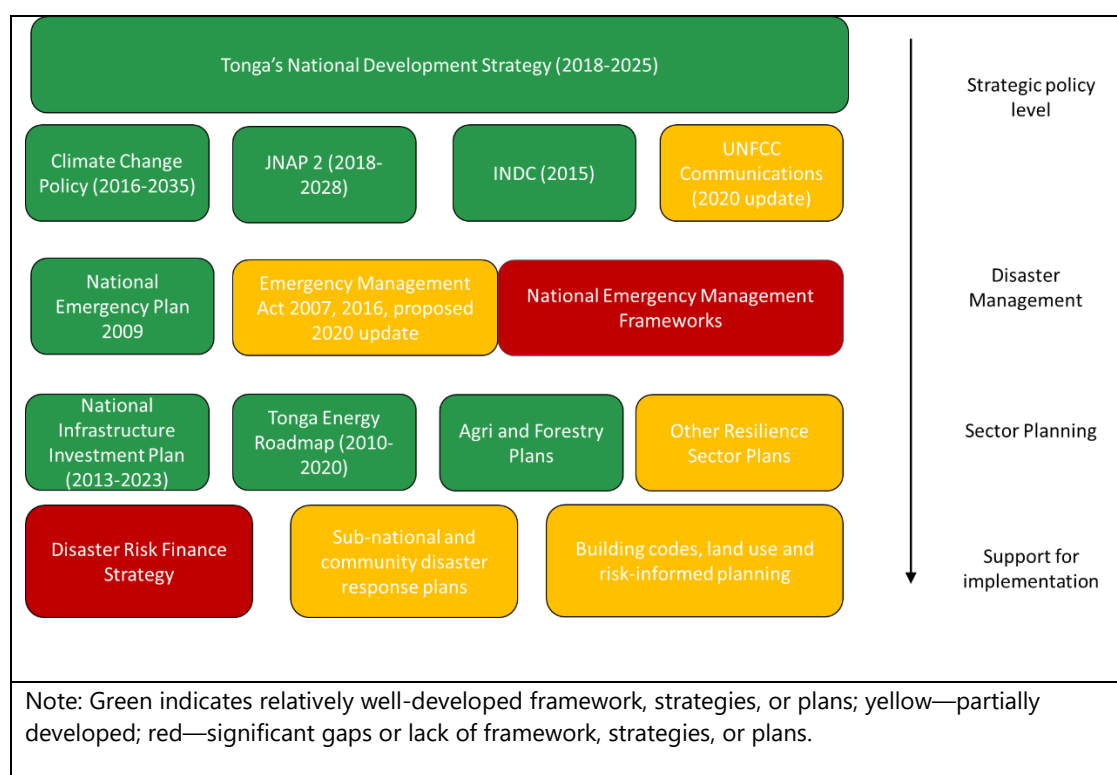 Tonga's National Development Strategy (2018-2025)
Strategic policy
level
Climate Change
Policy (2016-2035)
JNAP 2 (2018-
2028)
INDC (2015)
UNFCC
Communications
(2020 update)
National
Emergency Plan
2009
Emergency Management
Act 2007, 2016, proposed
2020 update
National Emergency Management
Frameworks
Disaster
Management
National
Infrastructure
Investment Plan
(2013-2023)
Tonga Energy
Roadmap (2010-
2020)
Agri and Forestry
Plans
Other Resilience
Sector Plans
Sector Planning
Disaster Risk Finance
Strategy
Sub-national and
community disaster
response plans
Building codes, land use and
risk-informed planning
Support for
implementation
Note: Green indicates relatively well-developed framework, strategies, or plans; yellow—partially
developed; red—significant gaps or lack of framework, strategies, or plans.